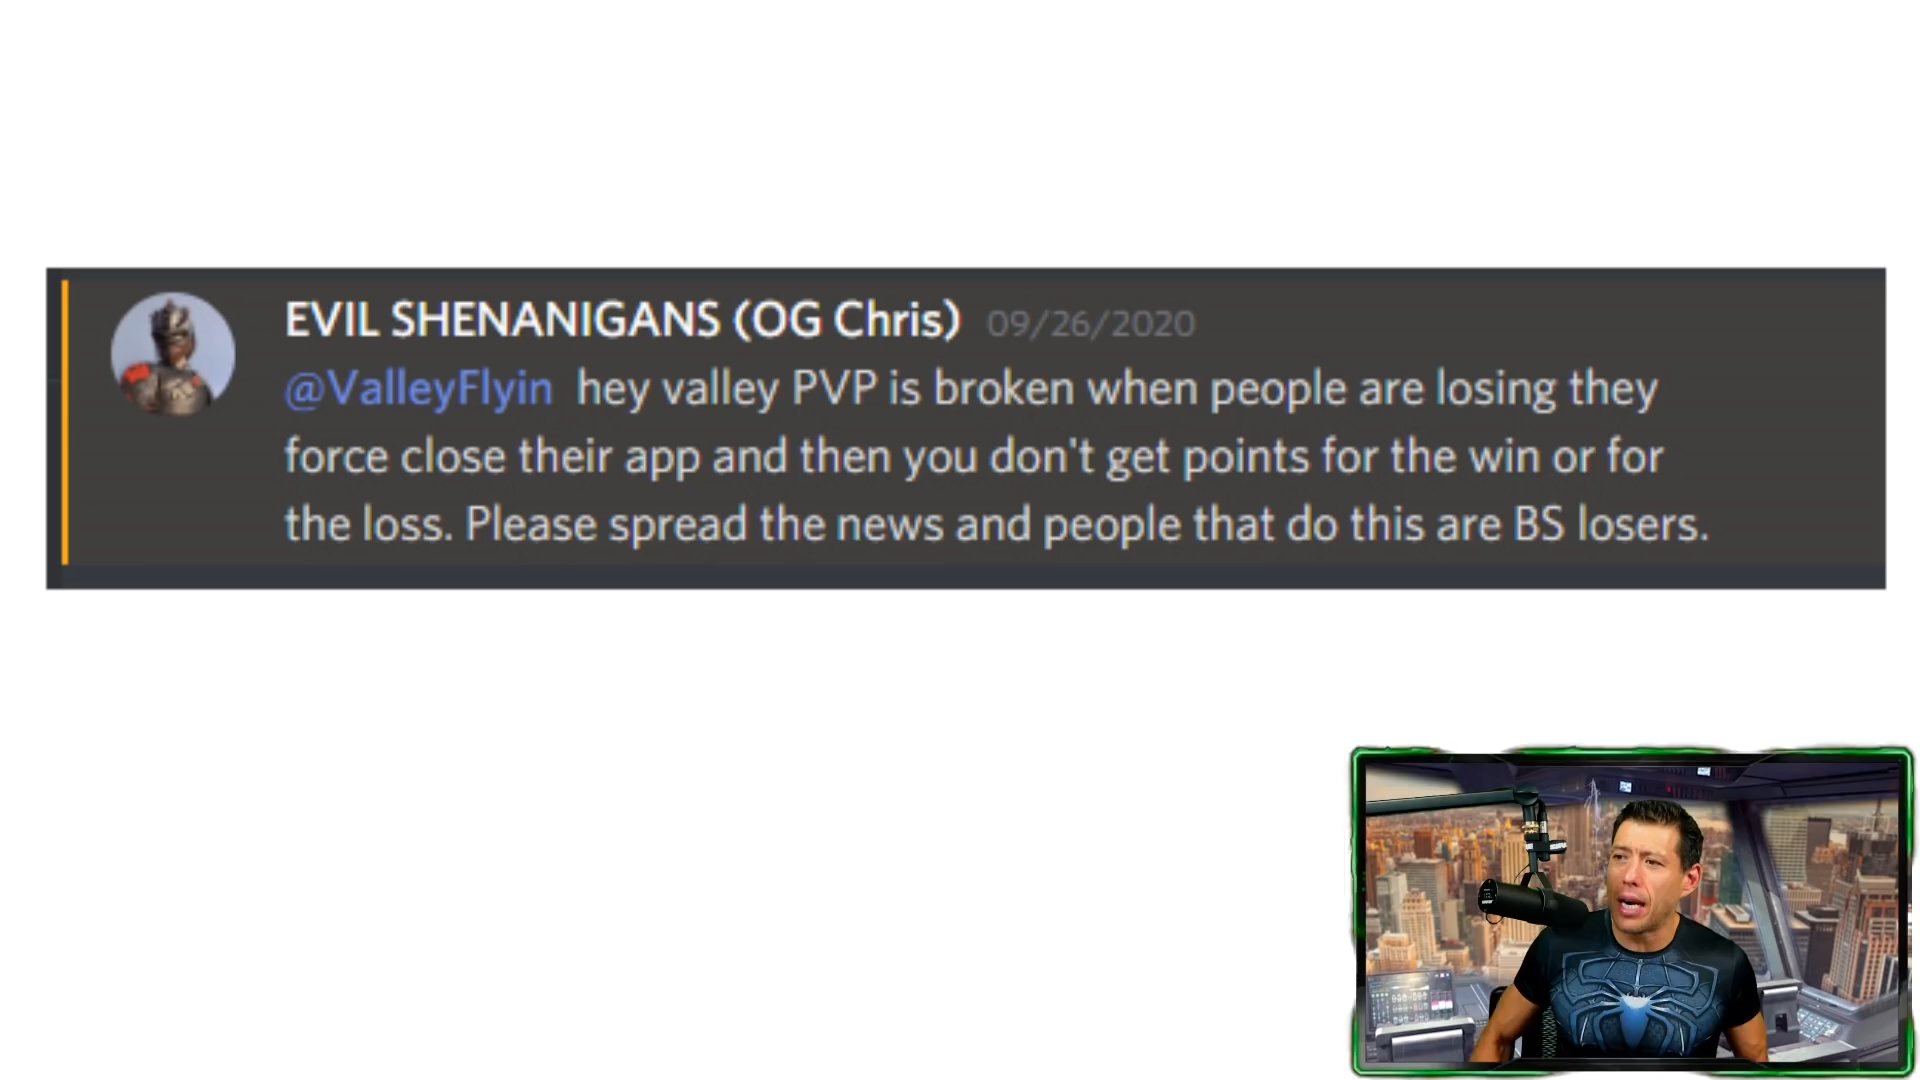 EVIL SHENANIGANS (OG Chris) 09/26/2020
@ValleyFlyin hey valley PVP is broken when people are losing they
force close their app and then you don't get points for the win or for
the loss. Please spread the news and people that do this are BS losers.